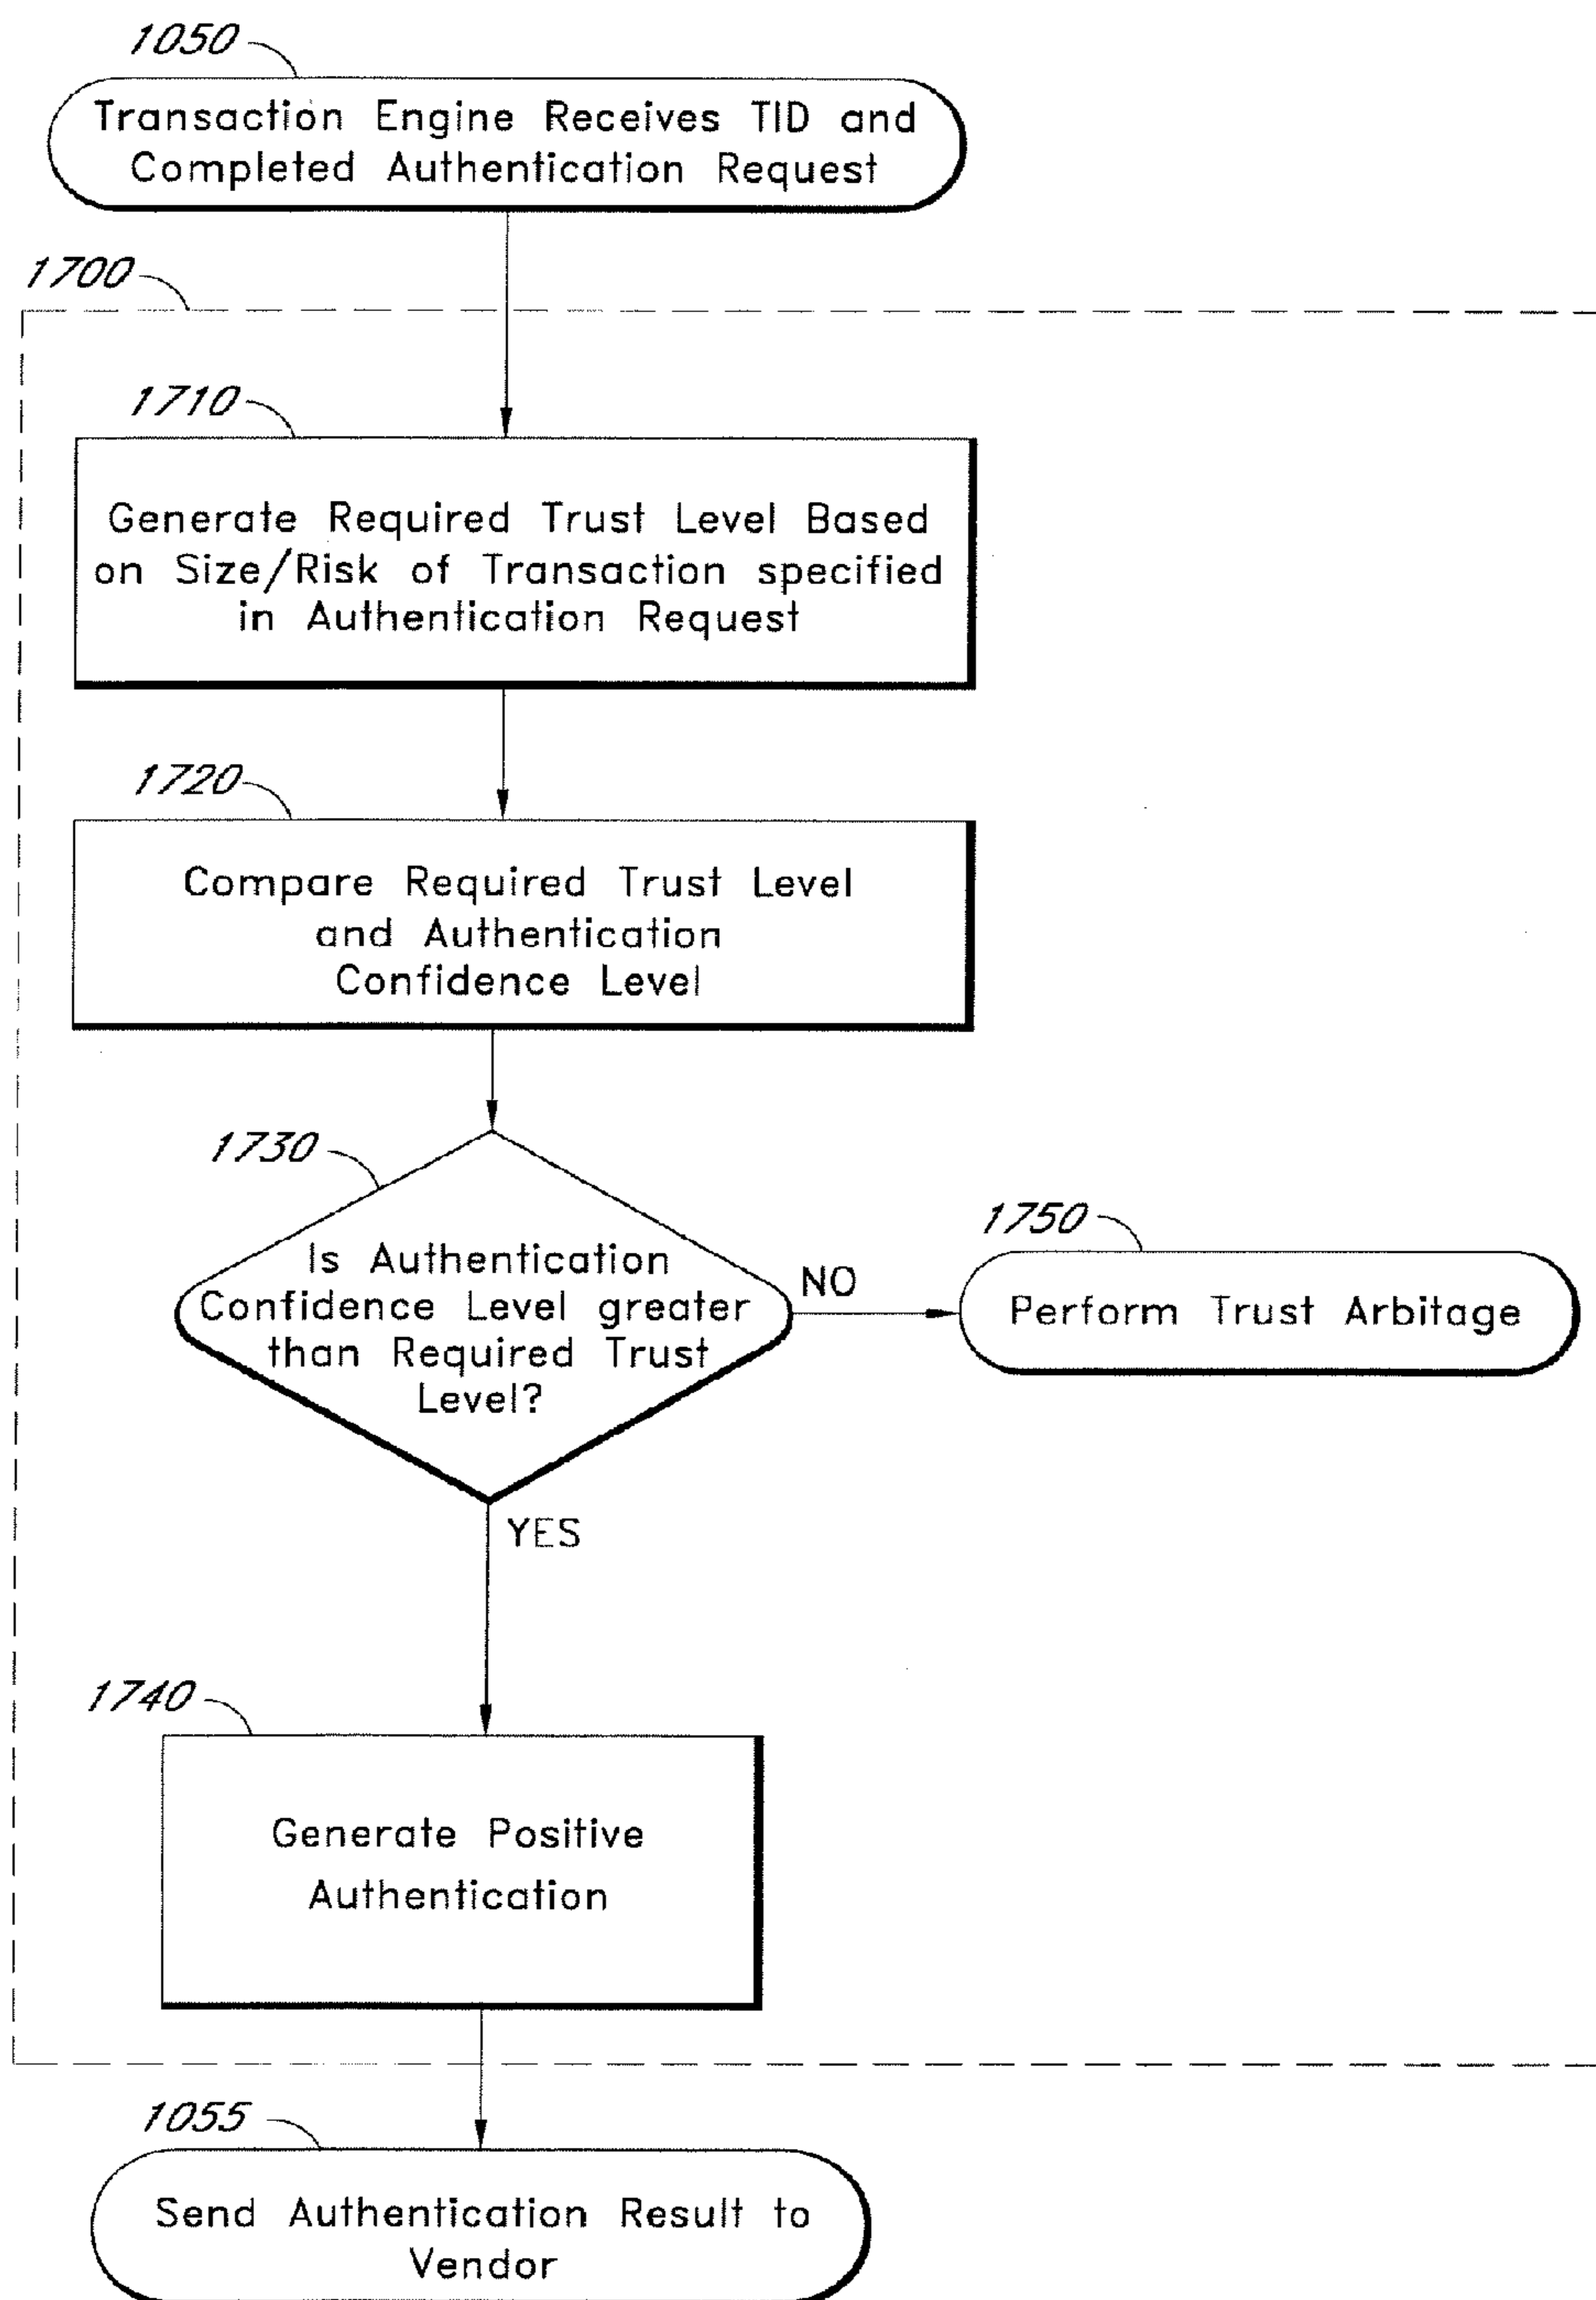 1050
Transaction Engine Receives TID and
Completed Authentication Request
1700
1710
Generate Required Trust Level Based
on Size/Risk of Transaction specified
in Authentication Request
1720
Compare Required Trust Level
and Authentication
Confidence Level
1730
Is Authentication
Confidence Level greater
than Required Trust
Level?
NO
1750
Perform Trust Arbitage
YES
1740
Generate Positive
Authentication
1055
Send Authentication Result to
Vendor